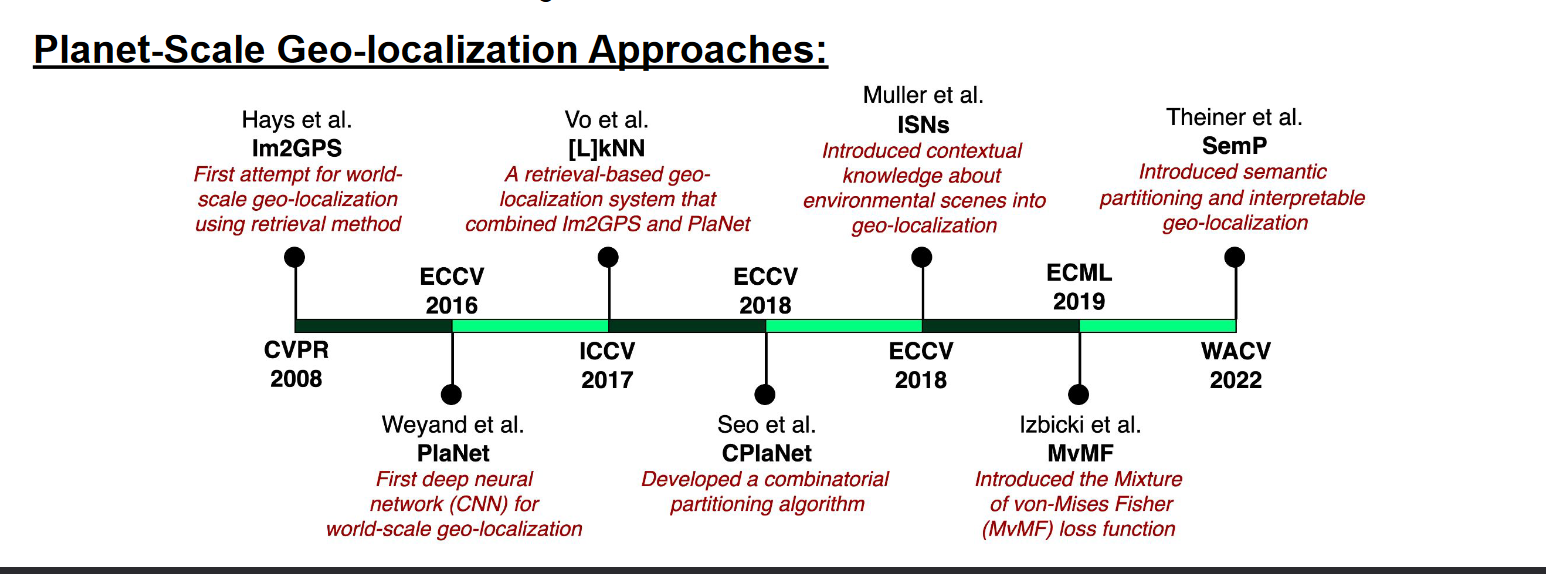 Planet-Scale Geo-localization Approaches:
Hays et al.
Im2GPS
First attempt for world-
scale geo-localization
using retrieval method
Vo et al.
[L]kNN
A retrieval-based geo-
localization system that
combined Im2GPS and PlaNet
Muller et al.
ISNs
Introduced contextual
knowledge about
environmental scenes into
geo-localization
Theiner et al.
SemP
Introduced semantic
partitioning and interpretable
geo-localization
CVPR
2008
ECCV
2016
ICCV
2017
ECCV
2018
ECCV
2018
ECML
2019
WACV
2022
Weyand et al.
PlaNet
First deep neural
network (CNN) for
world-scale geo-localization
Seo et al.
CPlaNet
Developed a combinatorial
partitioning algorithm
Izbicki et al.
MvMF
Introduced the Mixture
of von-Mises Fisher
(MvMF) loss function